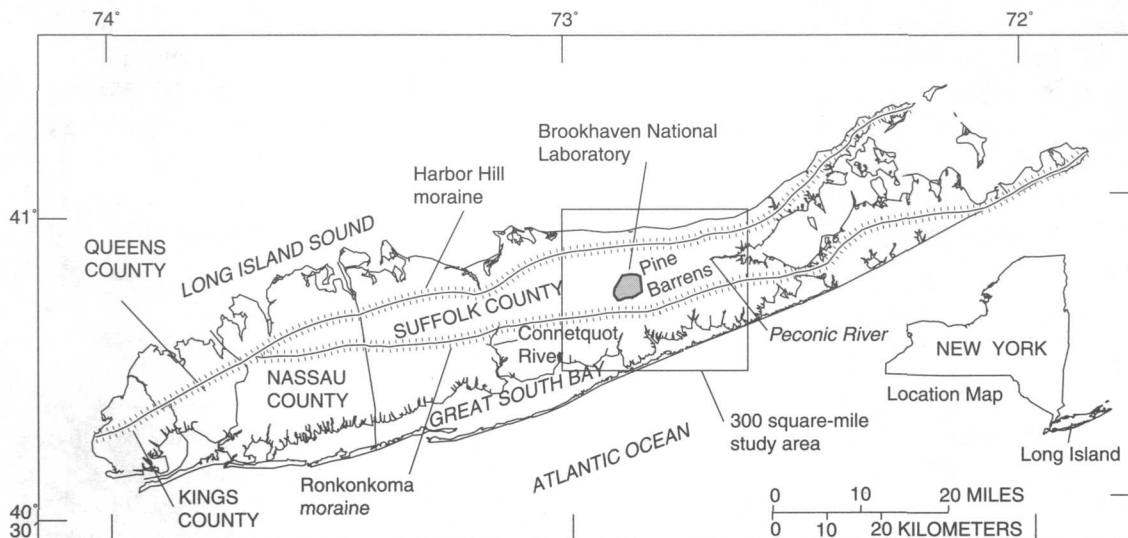 74°
73°
72°
Brookhaven National
Laboratory
Harbor Hill
moraine
41°
QUEENS
COUNTY
LONG ISLAND SOUND
Pine
Barrens
SUFFOLK COUNTY
Connetquot
River
Peconic River
NEW YORK
NASSAU
COUNTY
GREAT SOUTH BAY
Location Map
300 square-mile
study area
ATLANTIC OCEAN
Long Island
Ronkonkoma
moraine
KINGS
COUNTY
40°
30'
0 10 20 MILES
0 10 20 KILOMETERS